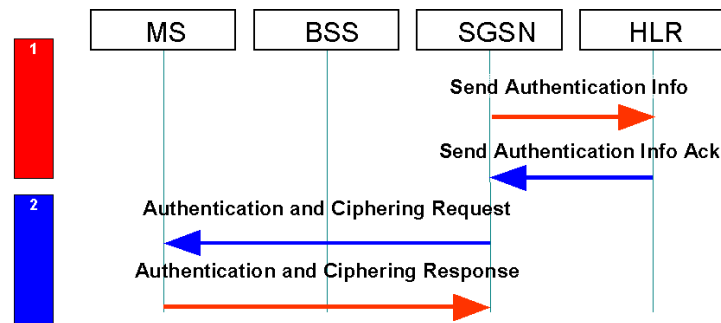 MS BSS SGSN HLR
1
Send Authentication Info
Send Authentication Info Ack
2
Authentication and Ciphering Request
Authentication and Ciphering Response